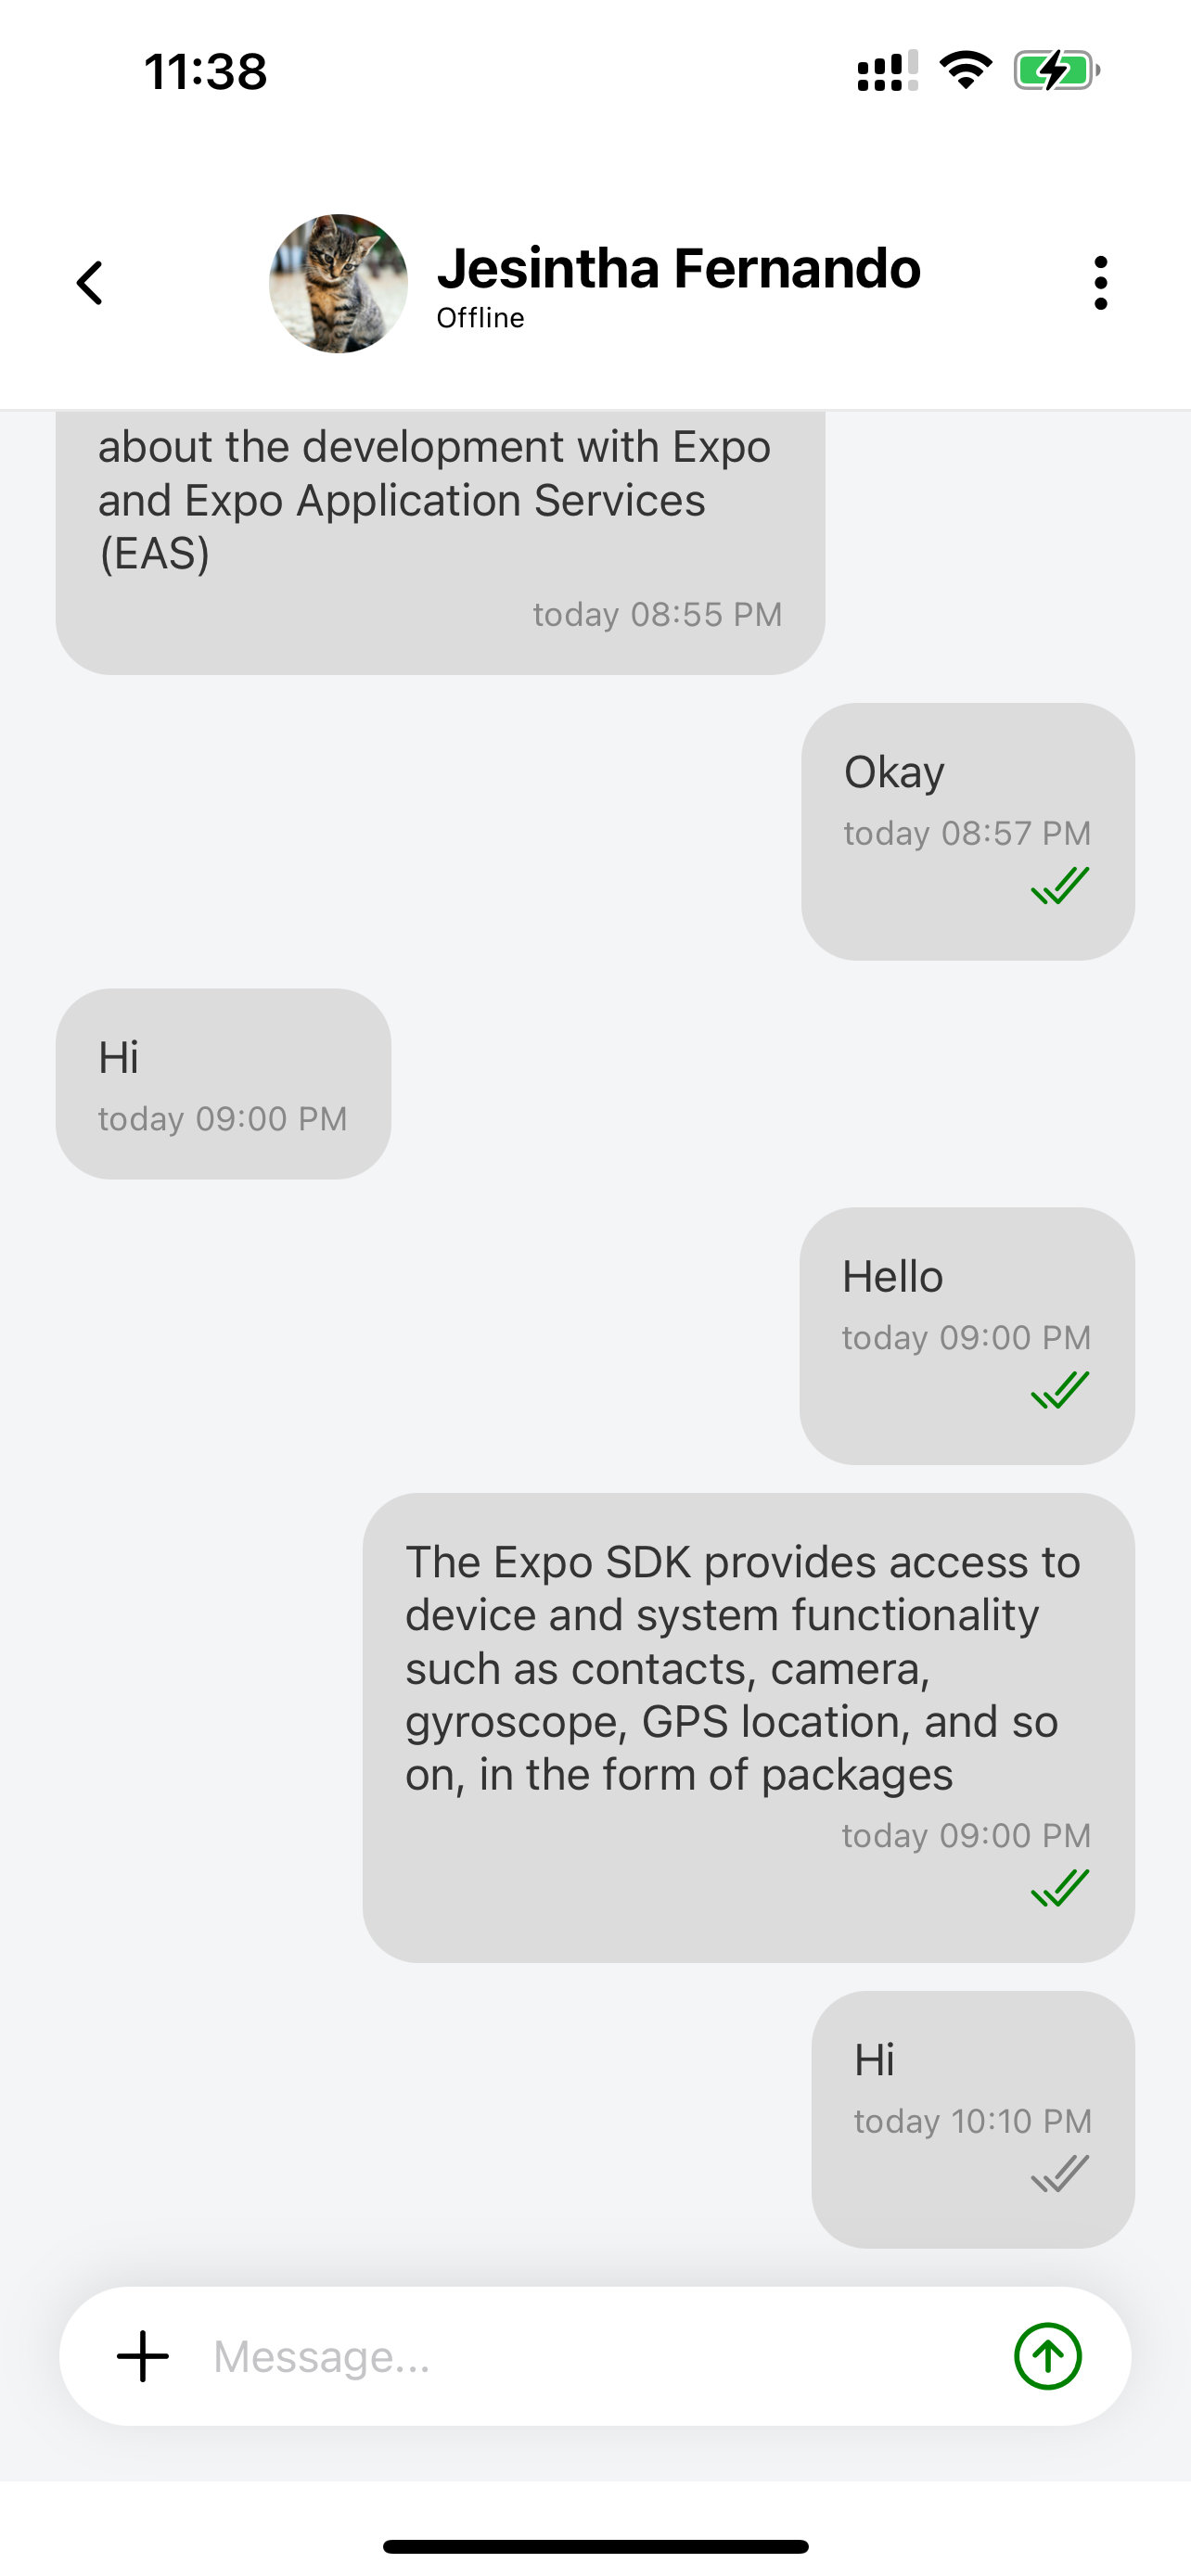 11:38
Jesintha Fernando
Offline
about the development with Expo
and Expo Application Services
(EAS)
today 08:55 PM
Okay
today 08:57 PM
Hi
today 09:00 PM
Hello
today 09:00 PM
The Expo SDK provides access to
device and system functionality
such as contacts, camera,
gyroscope, GPS location, and so
on, in the form of packages
today 09:00 PM
Hi
today 10:10 PM
Message...